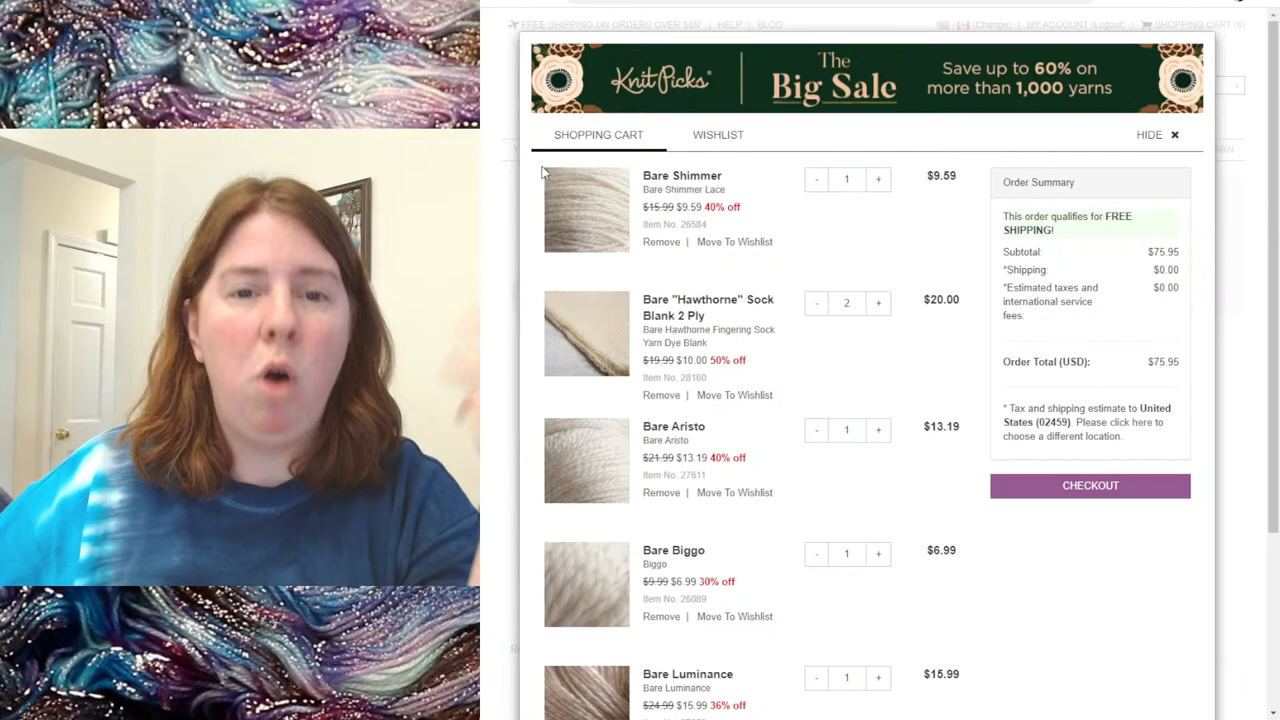 FREE SHIPPING ON ORDERS OVER $85* | HELP | BLOG
(Change) | MY ACCOUNT (Logout) | SHOPPING CART (6)
KnitPicks®
The
Big Sale
Save up to 60% on
more than 1,000 yarns
SHOPPING CART
WISHLIST
HIDE ✖
Bare Shimmer
Bare Shimmer Lace
$15.99 $9.59 40% off
Item No. 26584
Remove | Move To Wishlist
- 1 +
$9.59
Bare "Hawthorne" Sock
Blank 2 Ply
Bare Hawthorne Fingering Sock
Yarn Dye Blank
$19.99 $10.00 50% off
Item No. 28160
Remove | Move To Wishlist
- 2 +
$20.00
Bare Aristo
Bare Aristo
$21.99 $13.19 40% off
Item No. 27611
Remove | Move To Wishlist
- 1 +
$13.19
Bare Biggo
Biggo
$9.99 $6.99 30% off
Item No. 26089
Remove | Move To Wishlist
- 1 +
$6.99
Bare Luminance
Bare Luminance
$24.99 $15.99 36% off
- 1 +
$15.99
Order Summary
This order qualifies for FREE
SHIPPING!
Subtotal: $75.95
*Shipping: $0.00
*Estimated taxes and $0.00
international service
fees:
Order Total (USD): $75.95
* Tax and shipping estimate to United
States (02459). Please click here to
choose a different location.
CHECKOUT